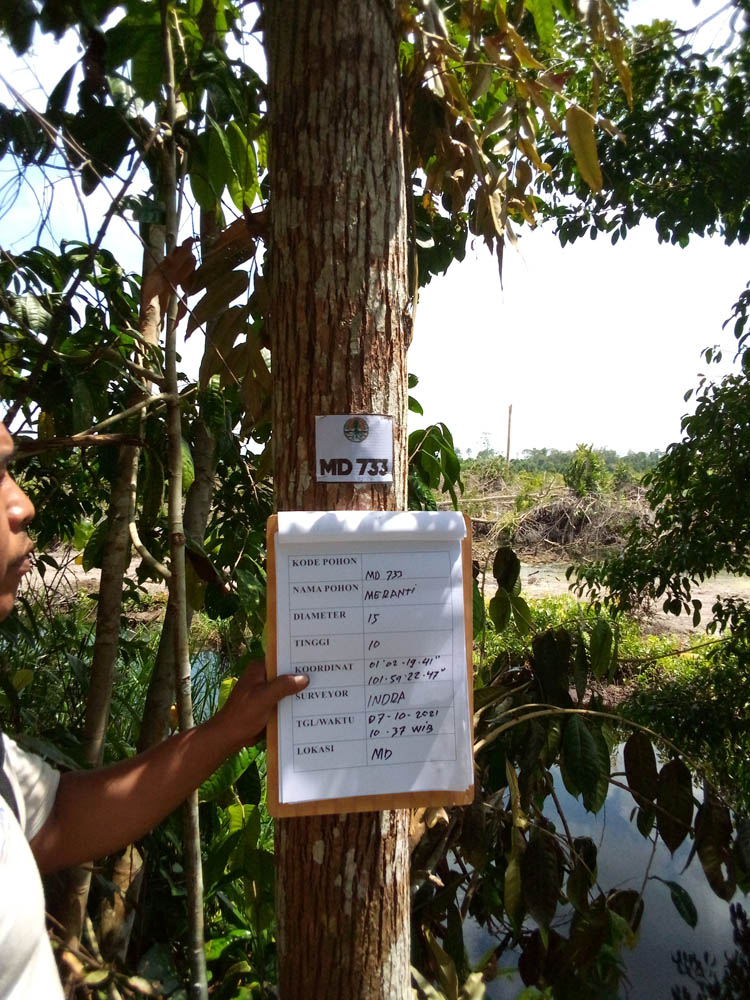 MD 733
KODE POHON MD 733
NAMA POHON MERANTI
DIAMETER 15
TINGGI 10
KOORDINAT 01°02'.19.41"
101.59'22.47"
SURVEYOR INDRA
TGL/WAKTU 07-10-2021
10.37 WIB
LOKASI MD